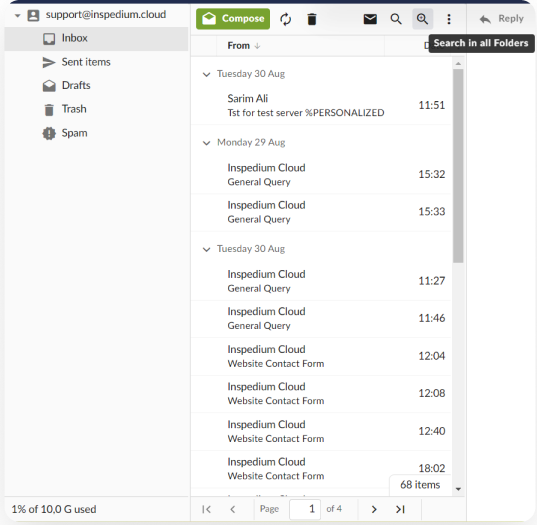 support@inspedium.cloud
Inbox
Sent items
Drafts
Trash
Spam
1% of 10,0 G used
Compose
Reply
Search in all Folders
From
D
Tuesday 30 Aug
Sarim Ali
Tst for test server %PERSONALIZED
11:51
Monday 29 Aug
Inspedium Cloud
General Query
15:32
Inspedium Cloud
General Query
15:33
Tuesday 30 Aug
Inspedium Cloud
General Query
11:27
Inspedium Cloud
General Query
11:46
Inspedium Cloud
Website Contact Form
12:04
Inspedium Cloud
Website Contact Form
12:08
Inspedium Cloud
Website Contact Form
12:40
Inspedium Cloud
Website Contact Form
18:02
68 items
Page 1 of 4